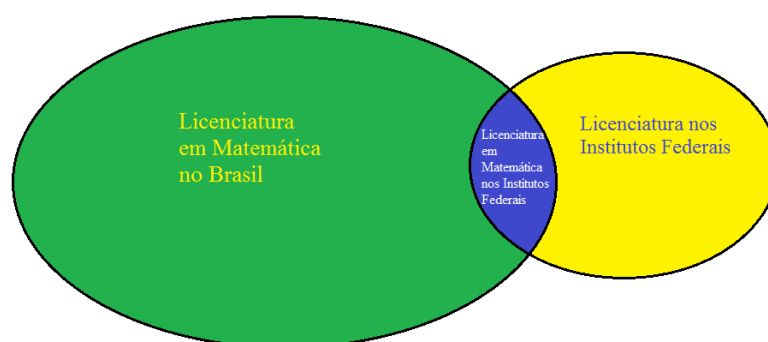 Licenciatura
em Matemática
no Brasil
Licenciatura
em
Matemática
nos Institutos
Federais
Licenciatura nos
Institutos Federais